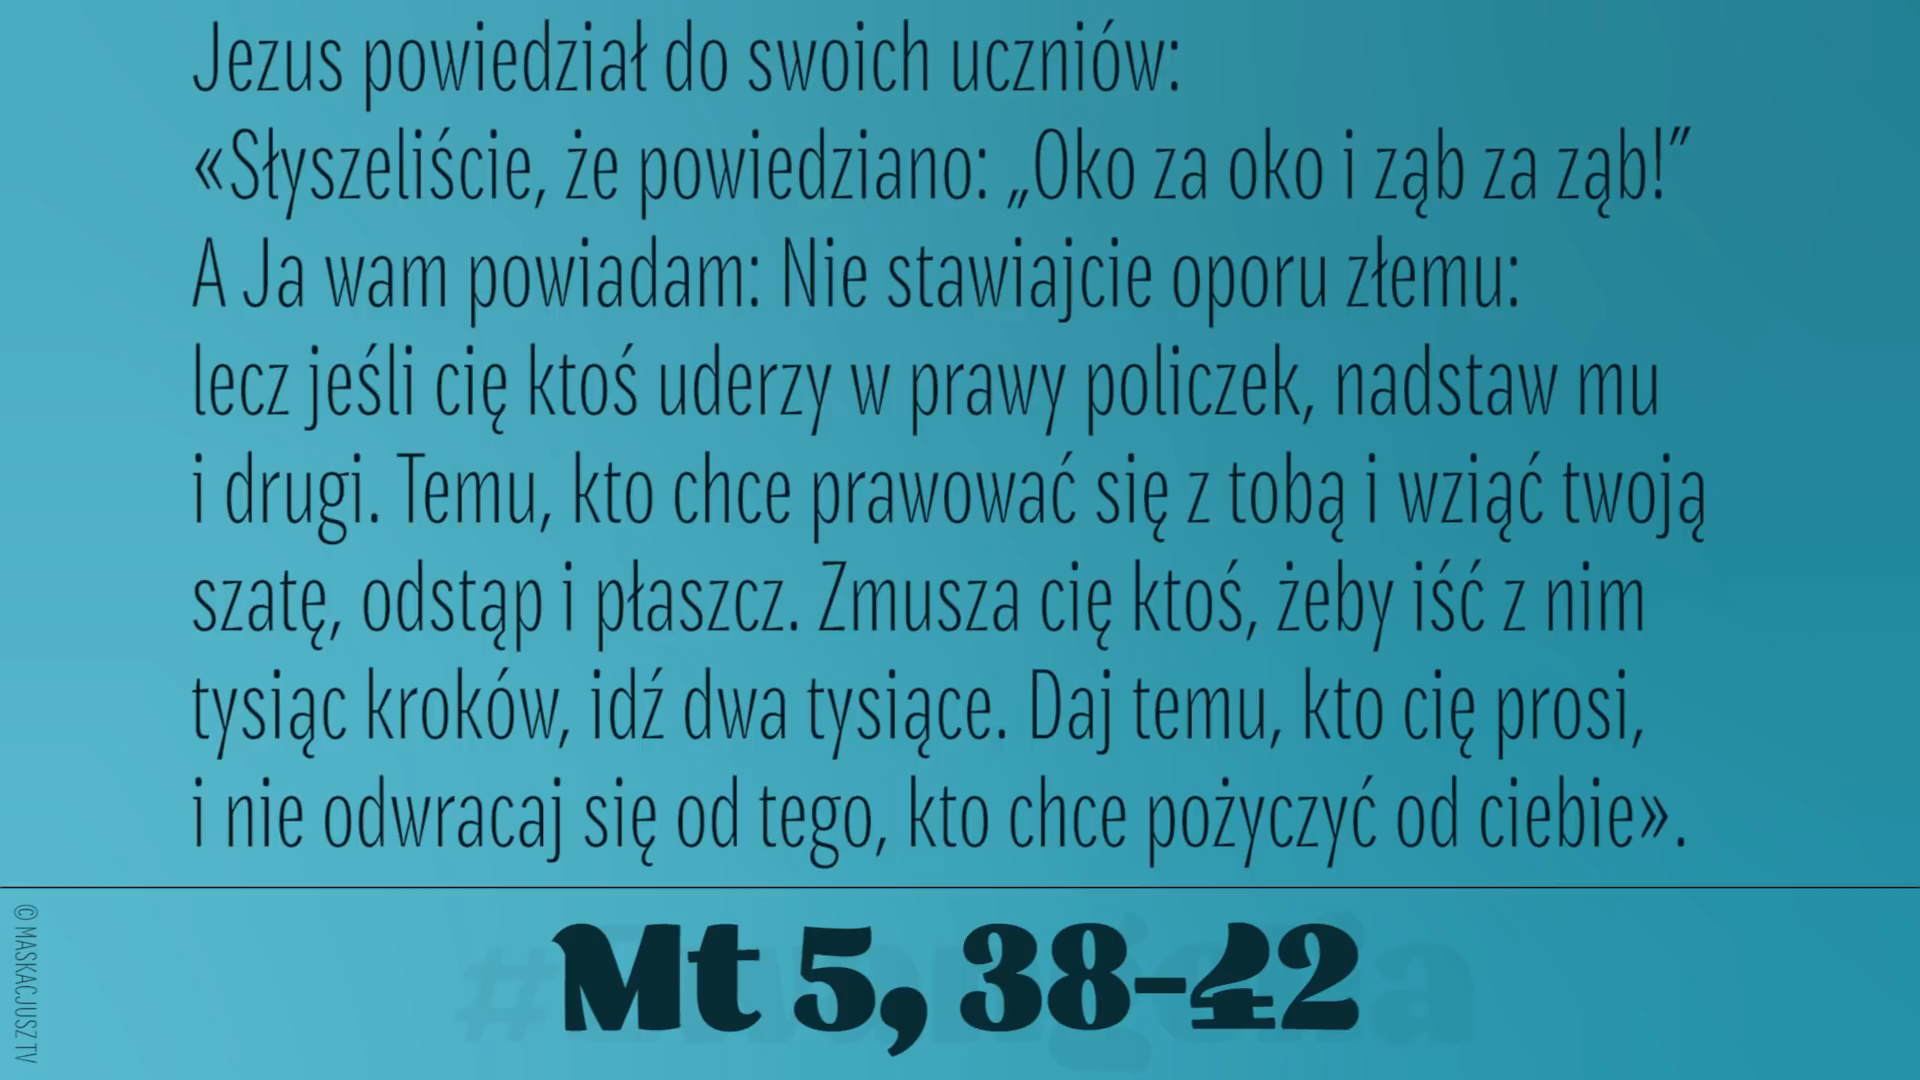 Jezus powiedział do swoich uczniów:
«Słyszeliście, że powiedziano: „Oko za oko i ząb za ząb!”
A Ja wam powiadam: Nie stawiajcie oporu złemu:
lecz jeśli cię ktoś uderzy w prawy policzek, nadstaw mu
i drugi. Temu, kto chce prawować się z tobą i wziąć twoją
szatę, odstąp i płaszcz. Zmusza cię ktoś, żeby iść z nim
tysiąc kroków, idź dwa tysiące. Daj temu, kto cię prosi,
i nie odwracaj się od tego, kto chce pożyczyć od ciebie».
Mt 5, 38-42
© MASKACJUSZ TV